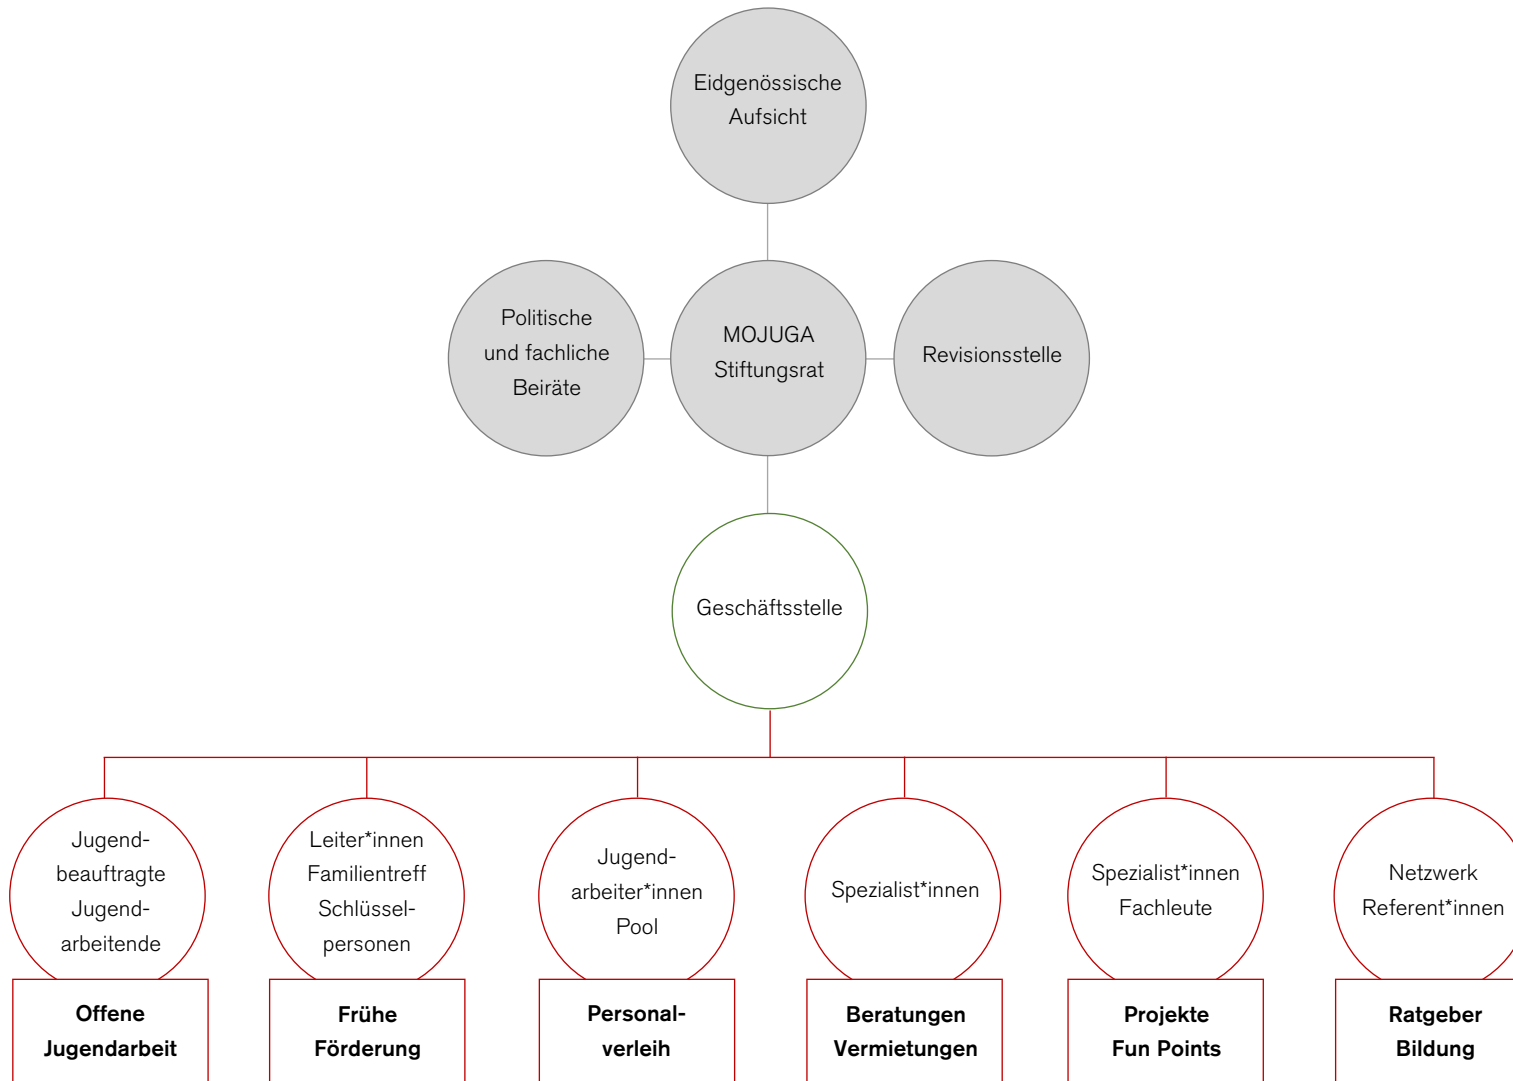 Eidgenössische
Aufsicht
Politische
und fachliche
Beiräte
MOJUGA
Stiftungsrat
Revisionsstelle
Geschäftsstelle
Jugend-
beauftragte
Jugend-
arbeitende
Leiter*innen
Familientreff
Schlüssel-
personen
Jugend-
arbeiter*innen
Pool
Spezialist*innen
Spezialist*innen
Fachleute
Netzwerk
Referent*innen
Offene
Jugendarbeit
Frühe
Förderung
Personal-
verleih
Beratungen
Vermietungen
Projekte
Fun Points
Ratgeber
Bildung